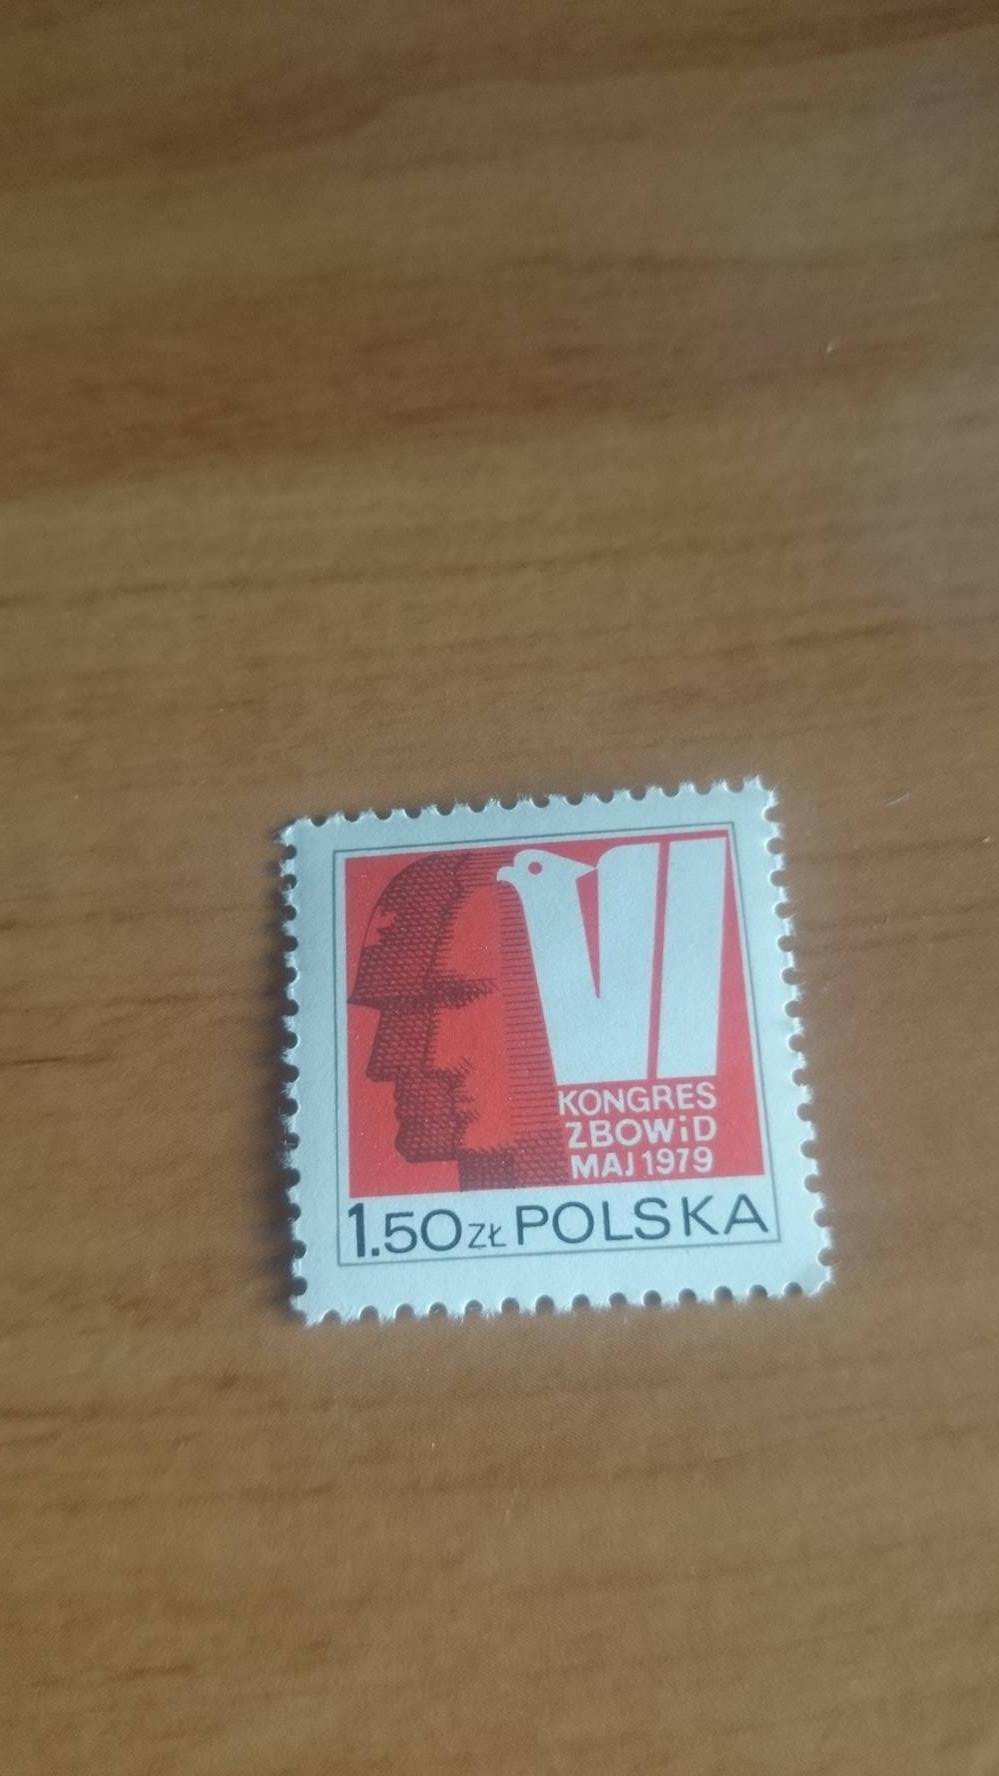 VI
KONGRES
ZBOWiD
MAJ 1979
1.50 ZŁ POLSKA